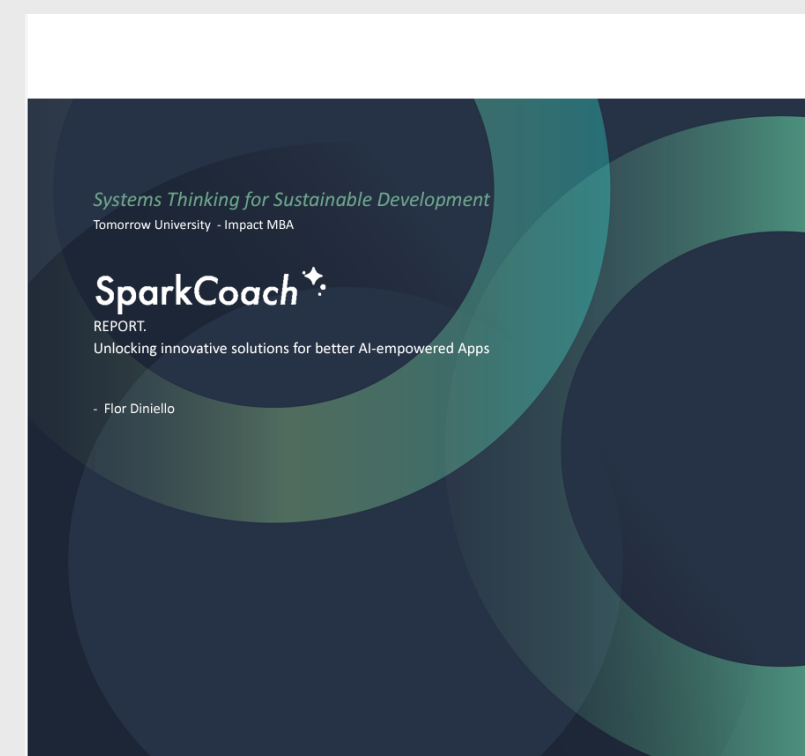 Systems Thinking for Sustainable Development
Tomorrow University - Impact MBA
SparkCoach
REPORT.
Unlocking innovative solutions for better AI-empowered Apps
- Flor Diniello